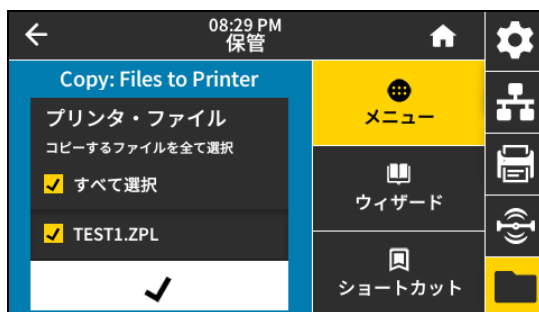 08:29 PM
保管
Copy: Files to Printer
プリンタ・ファイル
コピーするファイルを全て選択
すべて選択
TEST1.ZPL
メニュー
ウィザード
ショートカット